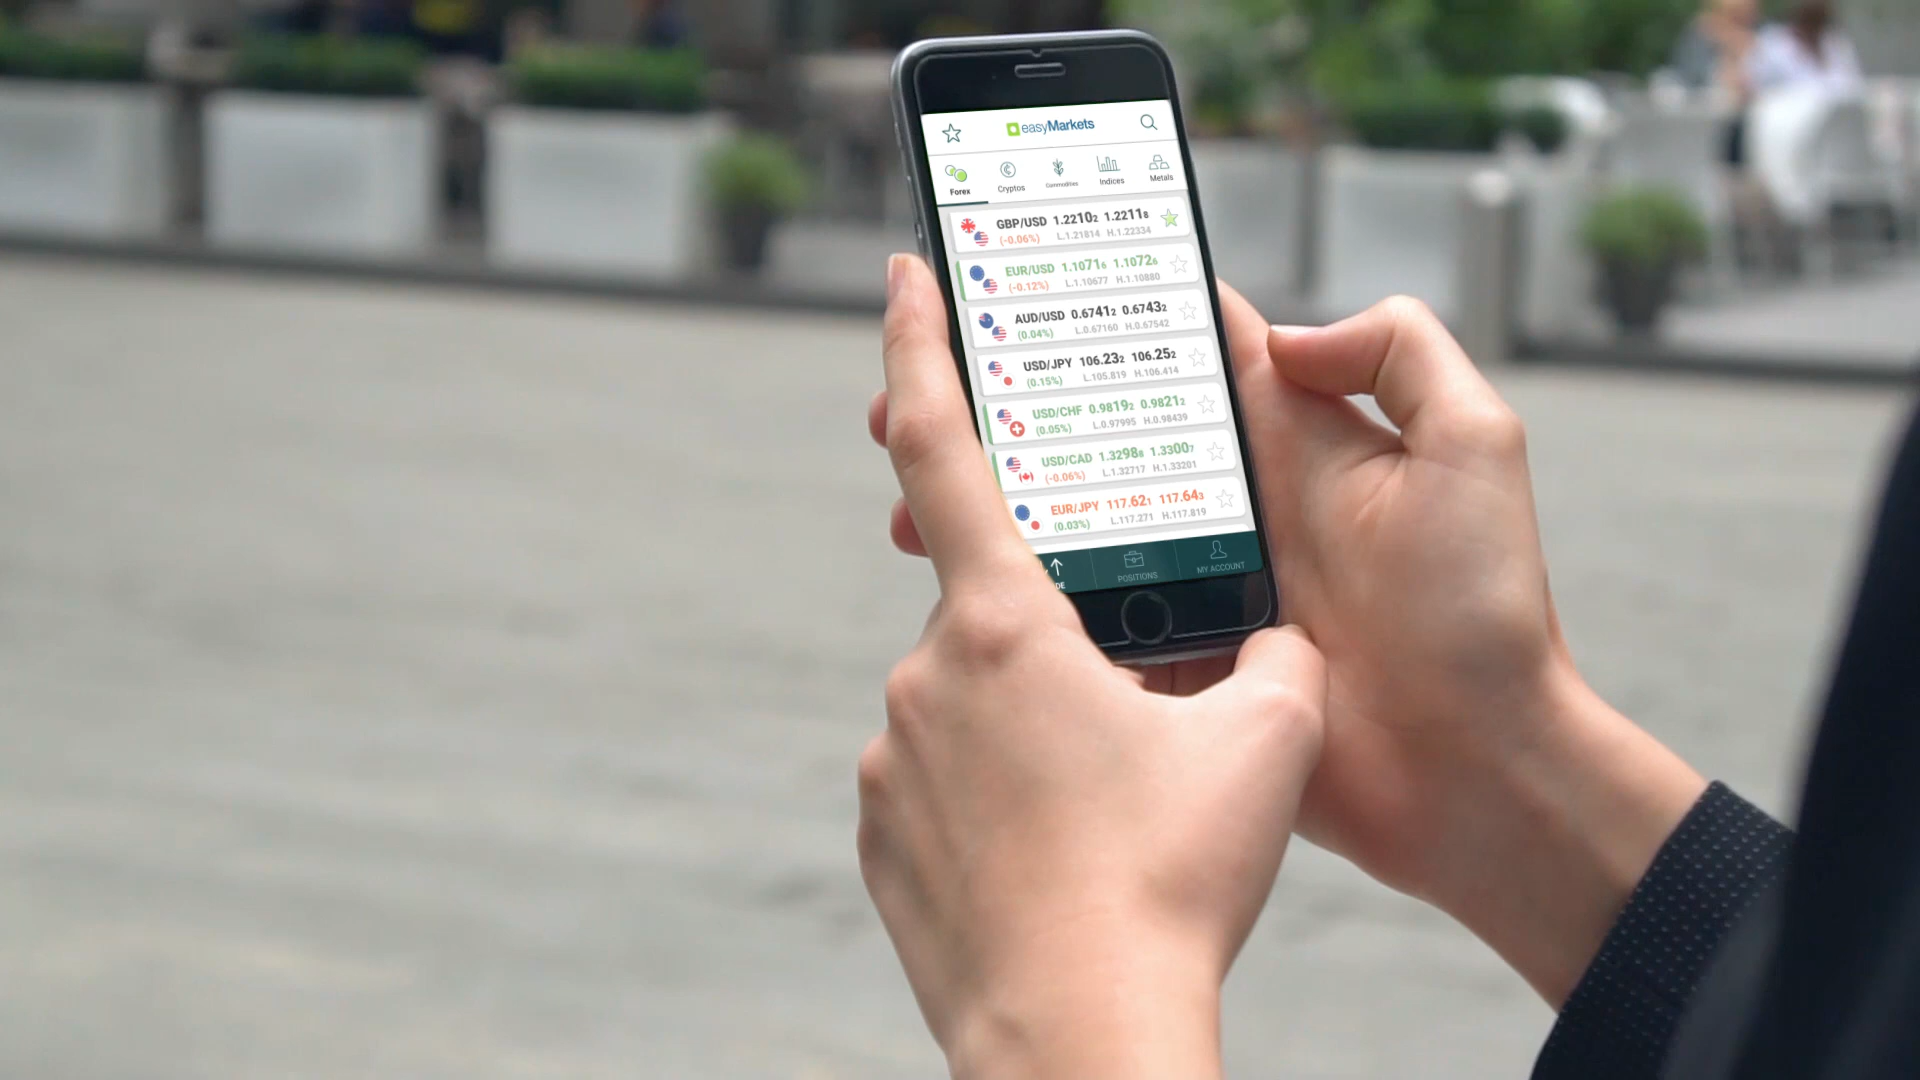 easyMarkets
Forex Cryptos Commodities Indices Metals
GBP/USD 1.22102 1.22118
(-0.06%) L.1.21814 H.1.22334
EUR/USD 1.10716 1.10726
(-0.12%) L.1.10677 H.1.10880
AUD/USD 0.67412 0.67432
(0.04%) L.0.67160 H.0.67542
USD/JPY 106.232 106.252
(0.15%) L.105.819 H.106.414
USD/CHF 0.98192 0.98212
(0.05%) L.0.97995 H.0.98439
USD/CAD 1.32988 1.33007
(-0.06%) L.1.32717 H.1.33201
EUR/JPY 117.621 117.643
(0.03%) L.117.271 H.117.819
DE POSITIONS MY ACCOUNT